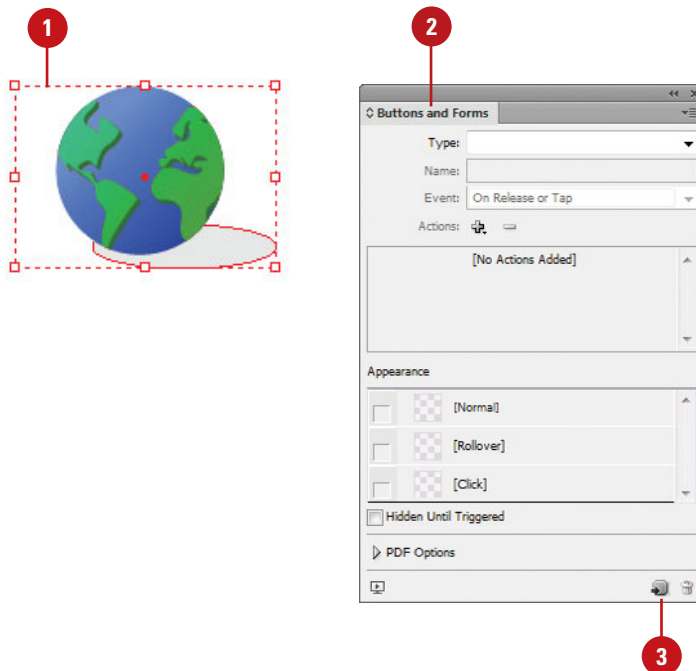 1
2
Buttons and Forms
Type:
Name:
Event: On Release or Tap
Actions:
[No Actions Added]
Appearance
[Normal]
[Rollover]
[Click]
Hidden Until Triggered
PDF Options
3